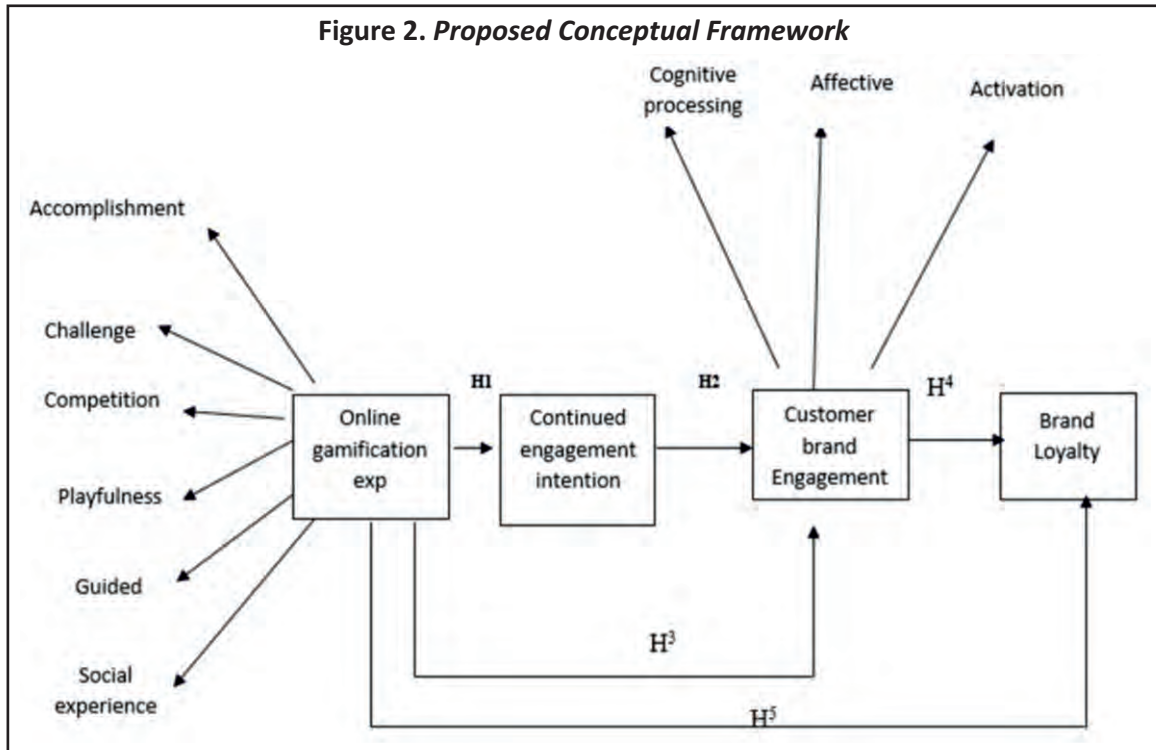 Figure 2. Proposed Conceptual Framework
Cognitive
processing
Affective
Activation
Accomplishment
Challenge
Competition
Playfulness
Guided
Social
experience
H1
H2
H⁴
Online
gamification
exp
Continued
engagement
intention
Customer
brand
Engagement
Brand
Loyalty
H³
H⁵